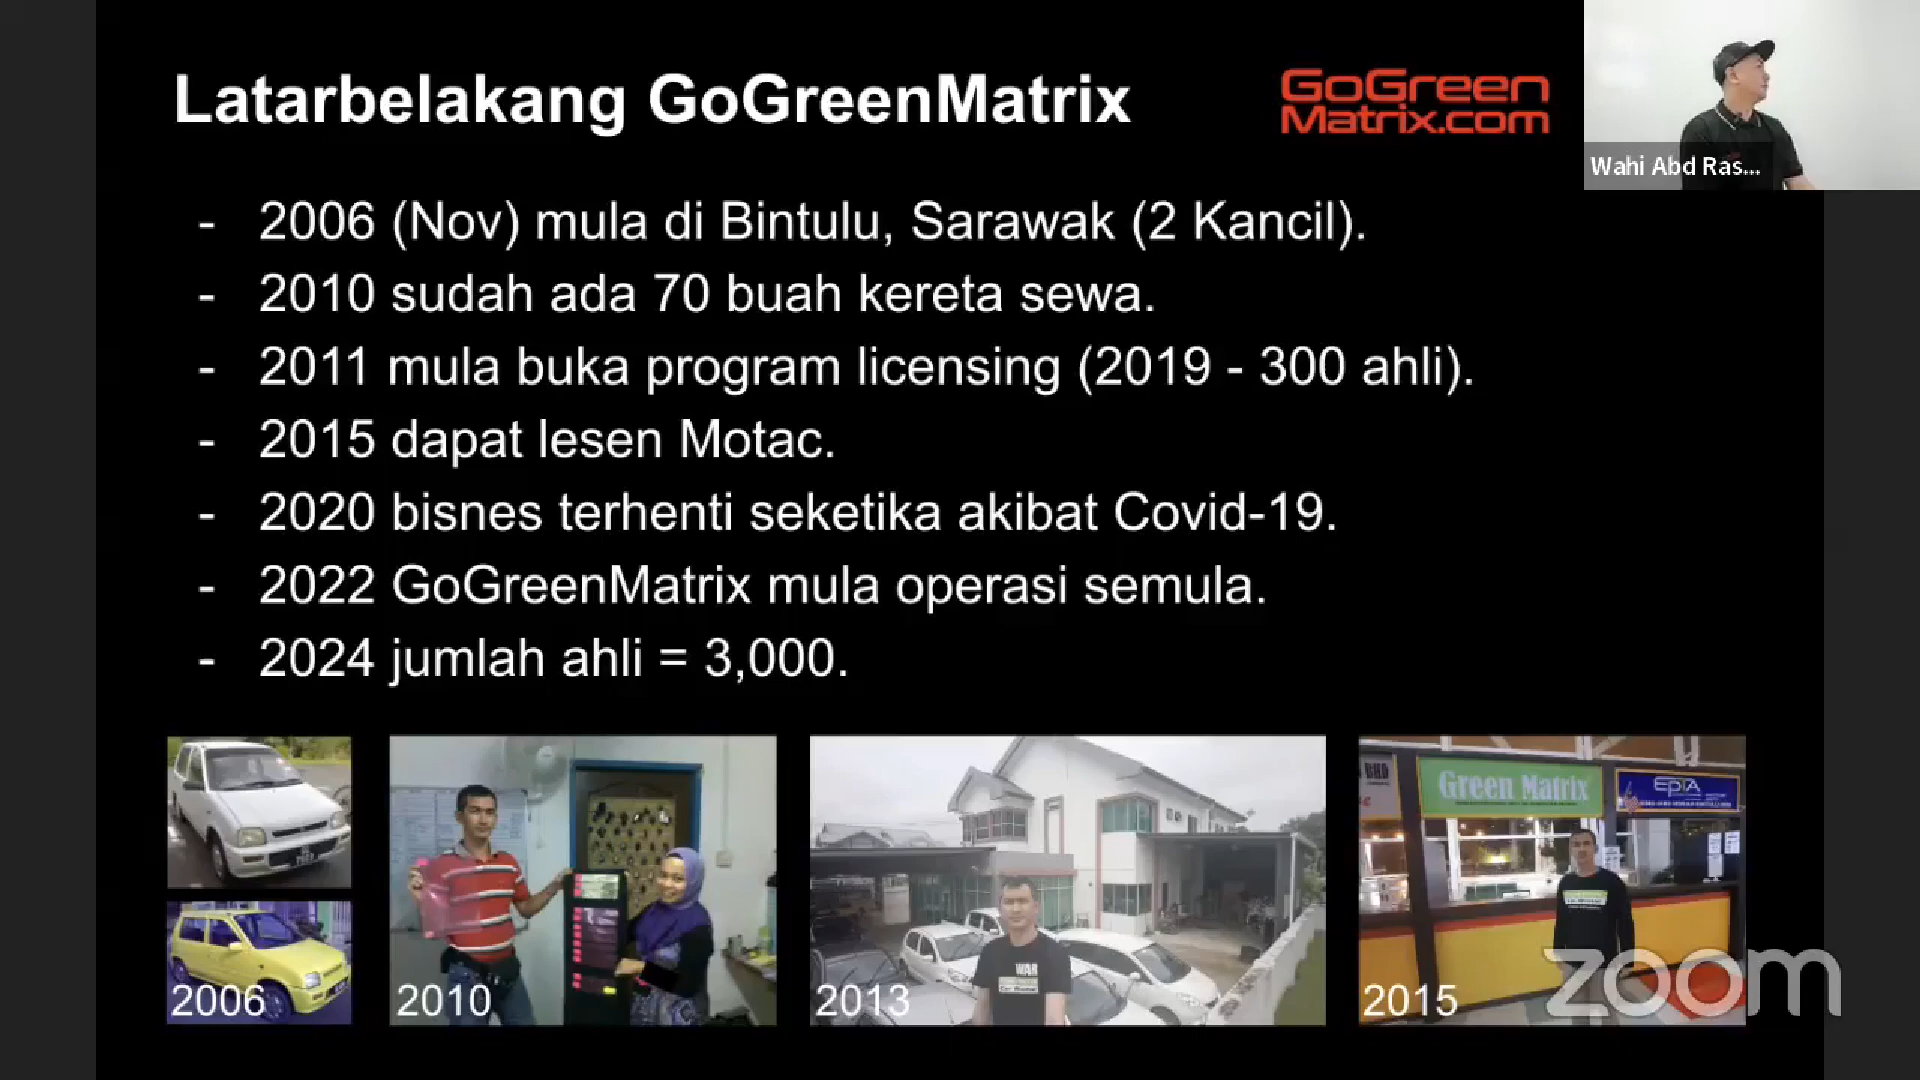 Latarbelakang GoGreenMatrix
GoGreen
Matrix.com
Wahi Abd Ras...
- 2006 (Nov) mula di Bintulu, Sarawak (2 Kancil).
- 2010 sudah ada 70 buah kereta sewa.
- 2011 mula buka program licensing (2019 - 300 ahli).
- 2015 dapat lesen Motac.
- 2020 bisnes terhenti seketika akibat Covid-19.
- 2022 GoGreenMatrix mula operasi semula.
- 2024 jumlah ahli = 3,000.
BHD
Green Matrix
EPTA
WAR
2006
2010
2013
2015
zoom